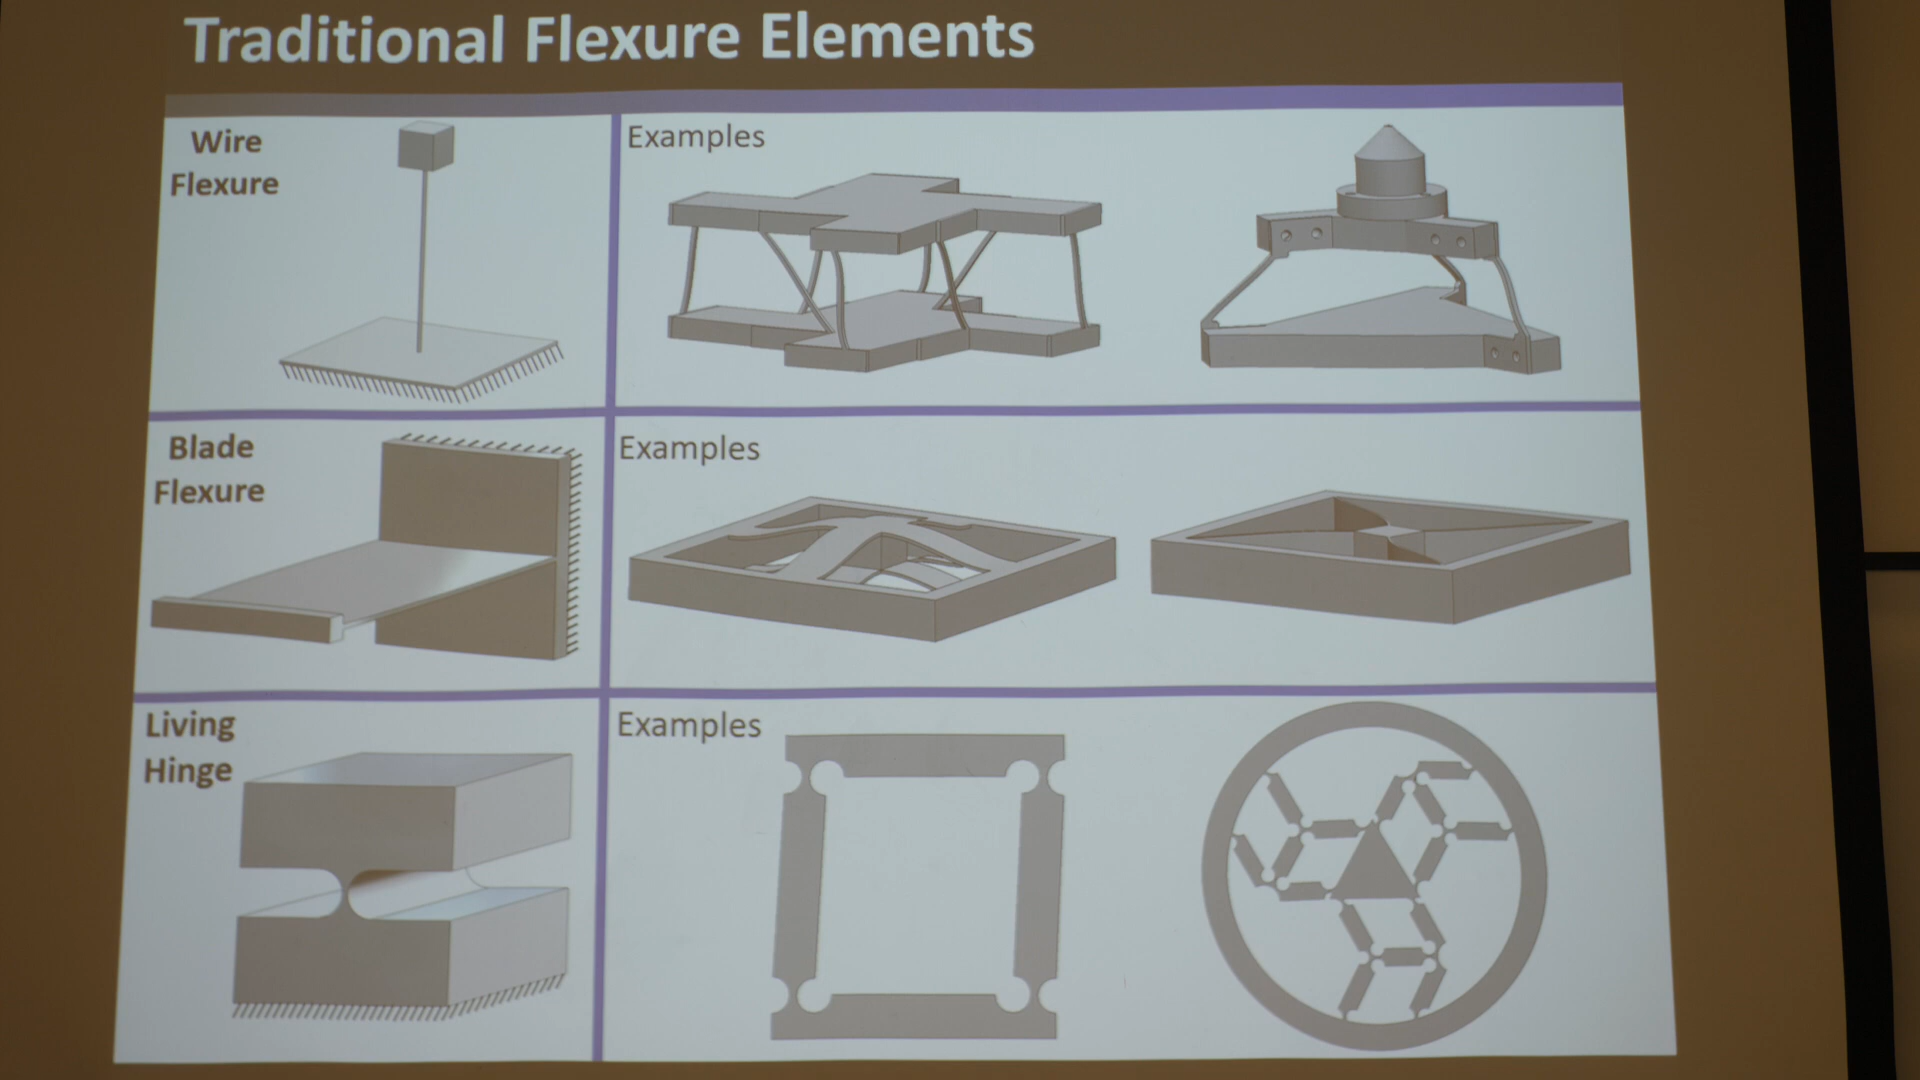 Traditional Flexure Elements
Wire
Flexure
Examples
Blade
Flexure
Examples
Living
Hinge
Examples